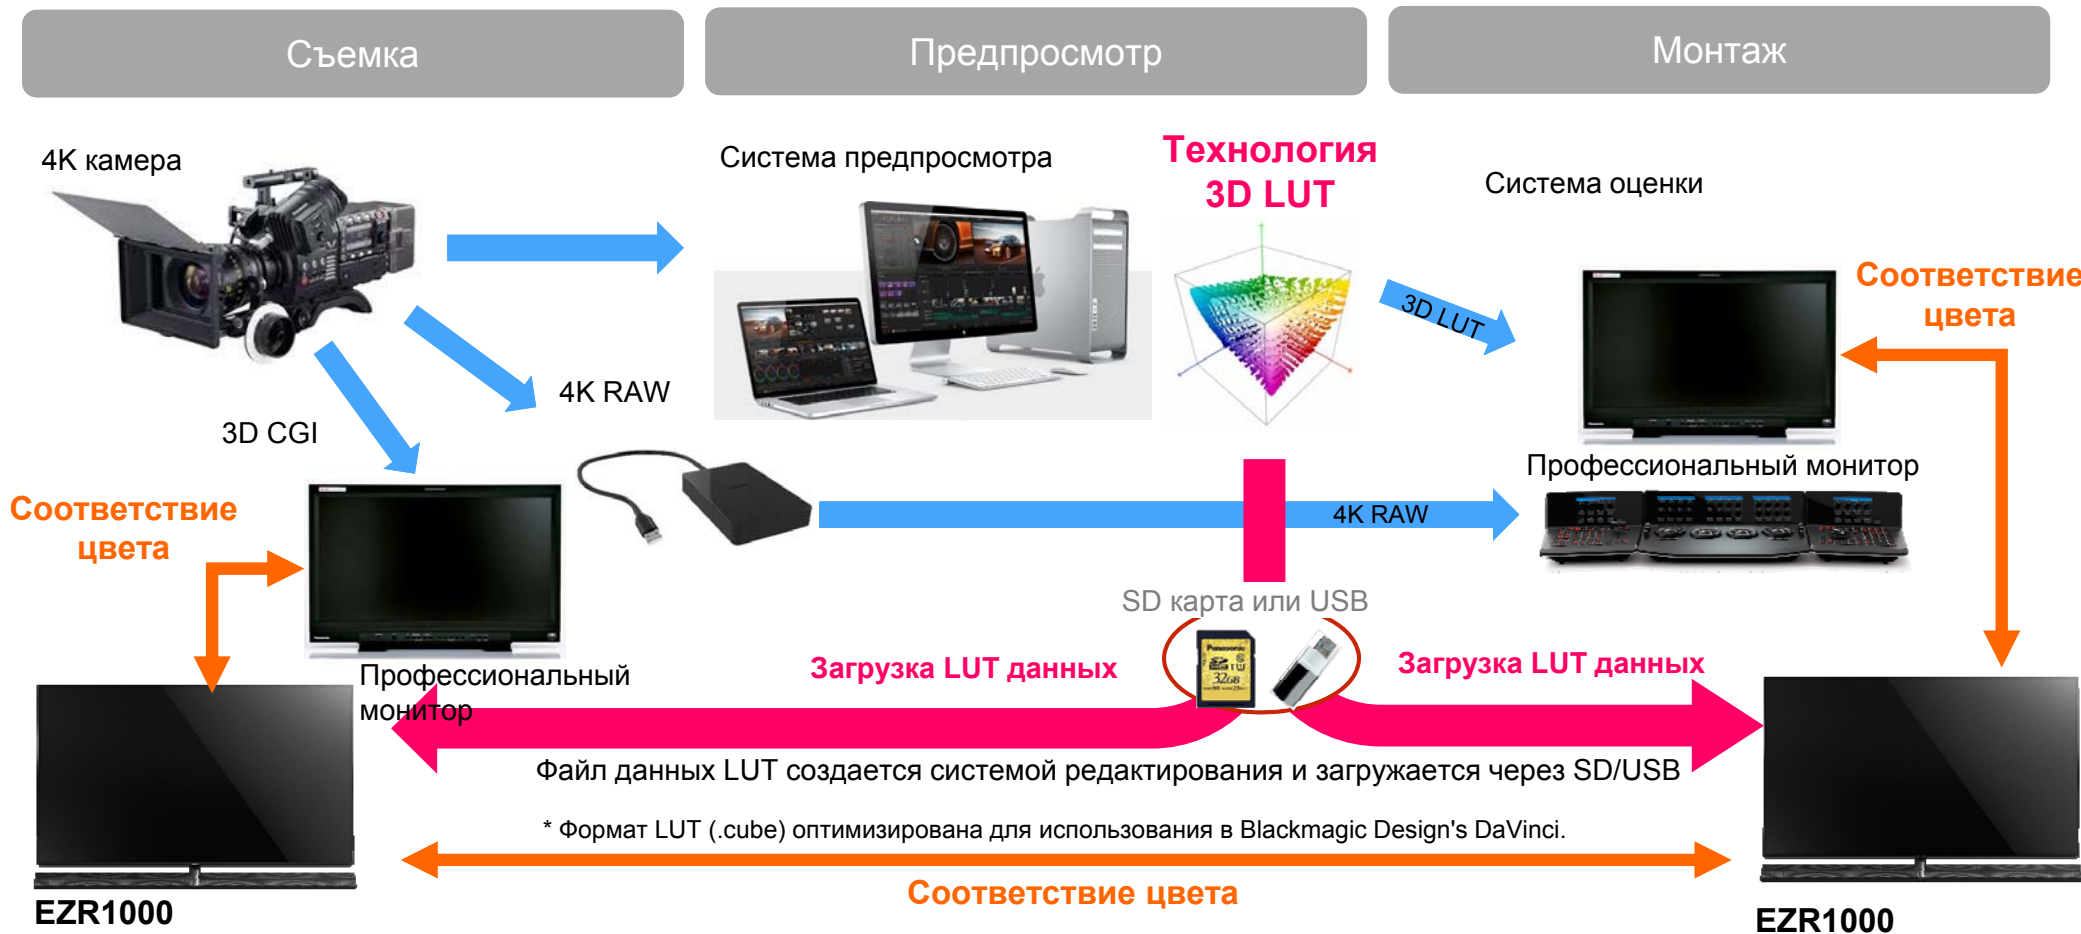 Съемка
Предпросмотр
Монтаж
4K камера
Система предпросмотра
Технология
3D LUT
Система оценки
Соответствие
цвета
3D LUT
4K RAW
3D CGI
Профессиональный монитор
Соответствие
цвета
4K RAW
SD карта или USB
Panasonic
32GB
Профессиональный
монитор
Загрузка LUT данных
Загрузка LUT данных
Файл данных LUT создается системой редактирования и загружается через SD/USB
* Формат LUT (.cube) оптимизирована для использования в Blackmagic Design's DaVinci.
Соответствие цвета
EZR1000
EZR1000